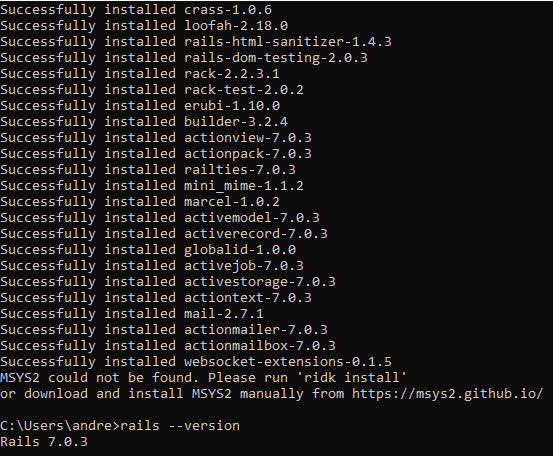 Successfully installed crass-1.0.6
Successfully installed loofah-2.18.0
Successfully installed rails-html-sanitizer-1.4.3
Successfully installed rails-dom-testing-2.0.3
Successfully installed rack-2.2.3.1
Successfully installed rack-test-2.0.2
Successfully installed erubi-1.10.0
Successfully installed builder-3.2.4
Successfully installed actionview-7.0.3
Successfully installed actionpack-7.0.3
Successfully installed railties-7.0.3
Successfully installed mini_mime-1.1.2
Successfully installed marcel-1.0.2
Successfully installed activemodel-7.0.3
Successfully installed activerecord-7.0.3
Successfully installed globalid-1.0.0
Successfully installed activejob-7.0.3
Successfully installed activestorage-7.0.3
Successfully installed actiontext-7.0.3
Successfully installed mail-2.7.1
Successfully installed actionmailer-7.0.3
Successfully installed actionmailbox-7.0.3
Successfully installed websocket-extensions-0.1.5
MSYS2 could not be found. Please run 'ridk install'
or download and install MSYS2 manually from https://msys2.github.io/
C:\Users\andre>rails --version
Rails 7.0.3